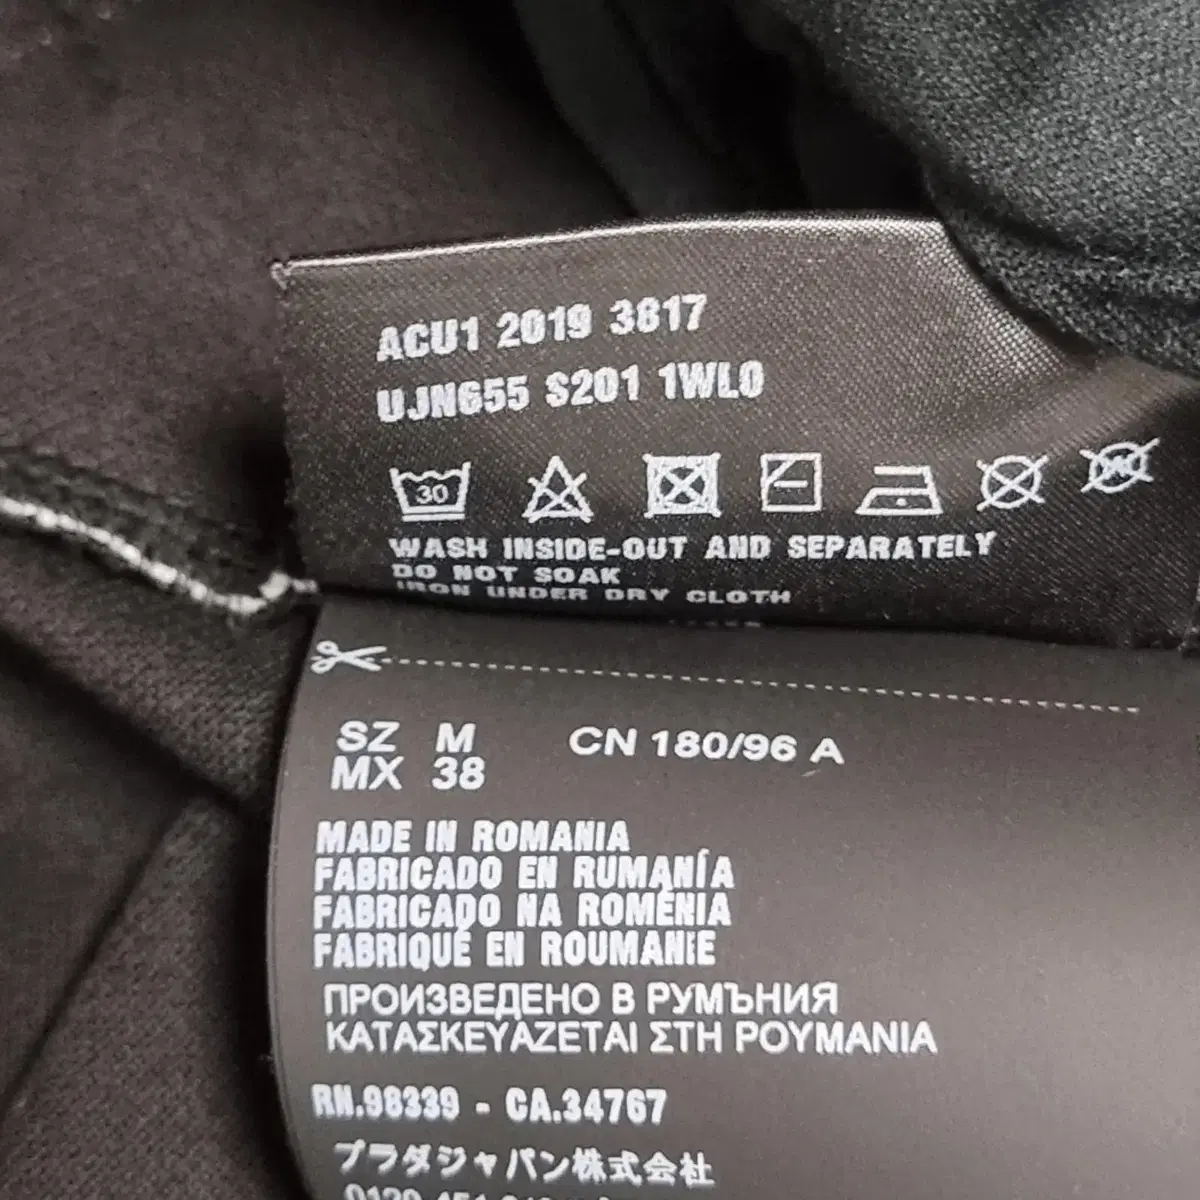 ACU1 2019 3817
UJN655 S201 1WL0
30
WASH INSIDE-OUT AND SEPARATELY
DO NOT SOAK
IRON UNDER DRY CLOTH
SZ M CN 180/96 A
MX 38
MADE IN ROMANIA
FABRICADO EN RUMANÍA
FABRICADO NA ROMÉNIA
FABRIQUÉ EN ROUMANIE
ПРОИЗВЕДЕНО В РУМЪНИЯ
ΚΑΤΑΣΚΕΥΑΖΕΤΑΙ ΣΤΗ ΡΟΥΜΑΝΙΑ
RN.98339 - CA.34767
プラダジャパン株式会社